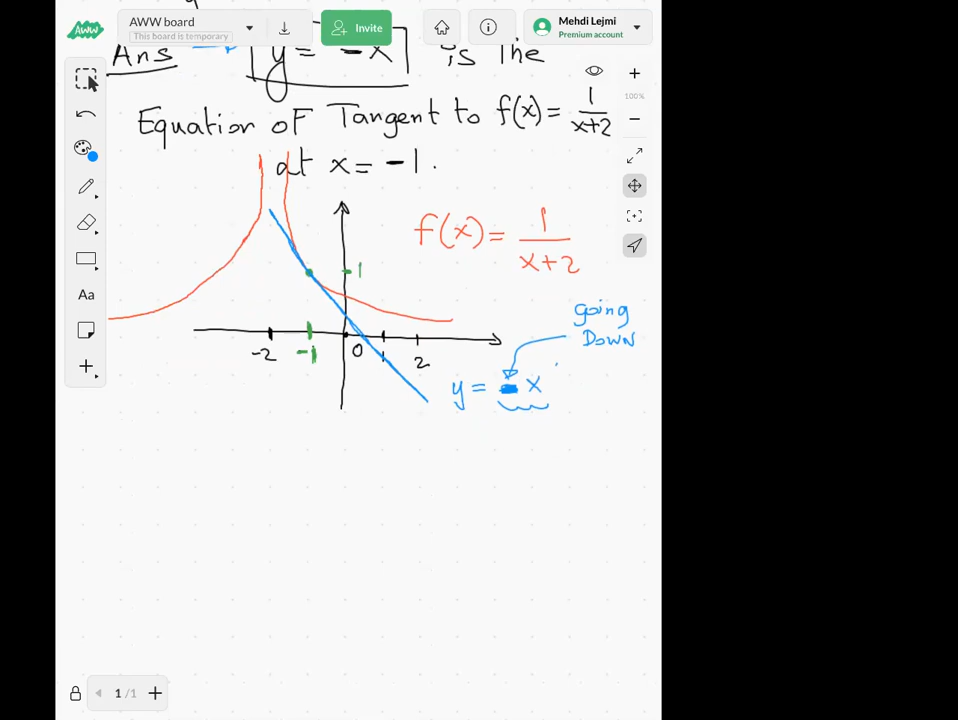 AWW board
This board is temporary
Invite
Mehdi Lejmi
Premium account
Ans → y = -x is The
Equation OF Tangent to f(x) = 1/x+2
at x = -1.
100%
f(x) = 1/x+2
1
going
DOWN
-2 -1 0 1 2
y = -x
Aa
1 / 1